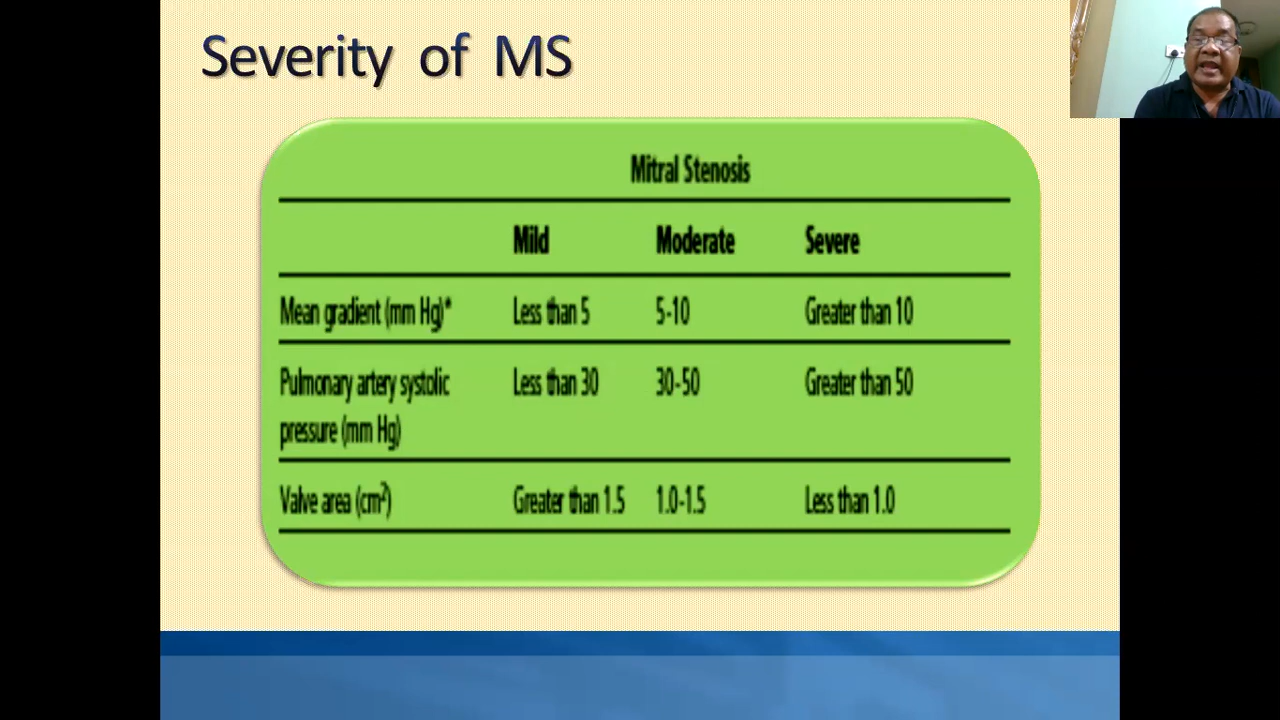 Severity of MS
Mitral Stenosis
Mild Moderate Severe
Mean gradient (mm Hg)* Less than 5 5-10 Greater than 10
Pulmonary artery systolic Less than 30 30-50 Greater than 50
pressure (mm Hg)
Valve area (cm²) Greater than 1.5 1.0-1.5 Less than 1.0